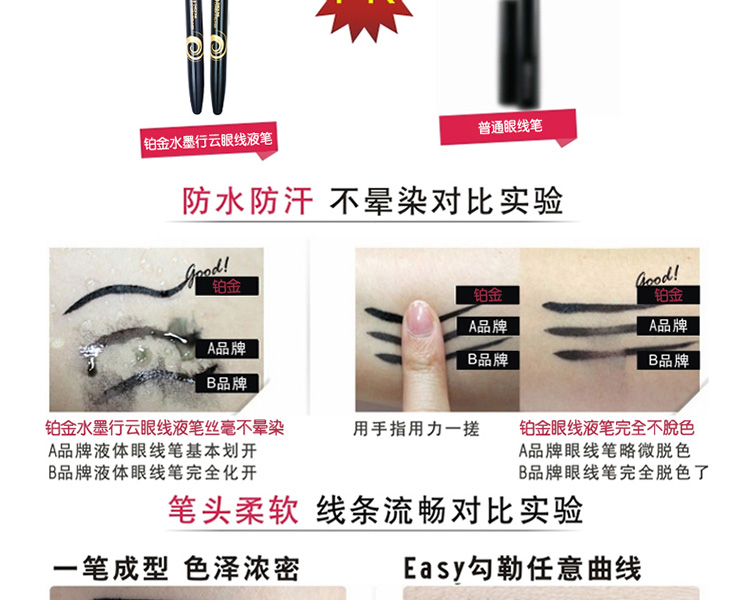 PK
铂金水墨行云眼线液笔
普通眼线笔
防水防汗 不晕染对比实验
Good!
铂金
A品牌
B品牌
铂金
A品牌
B品牌
Good!
铂金
A品牌
B品牌
铂金水墨行云眼线液笔丝毫不晕染
A品牌液体眼线笔基本划开
B品牌液体眼线笔完全化开
用手指用力一搓
铂金眼线液笔完全不脱色
A品牌眼线笔略微脱色
B品牌眼线笔完全脱色了
笔头柔软 线条流畅对比实验
一笔成型 色泽浓密
Easy勾勒任意曲线